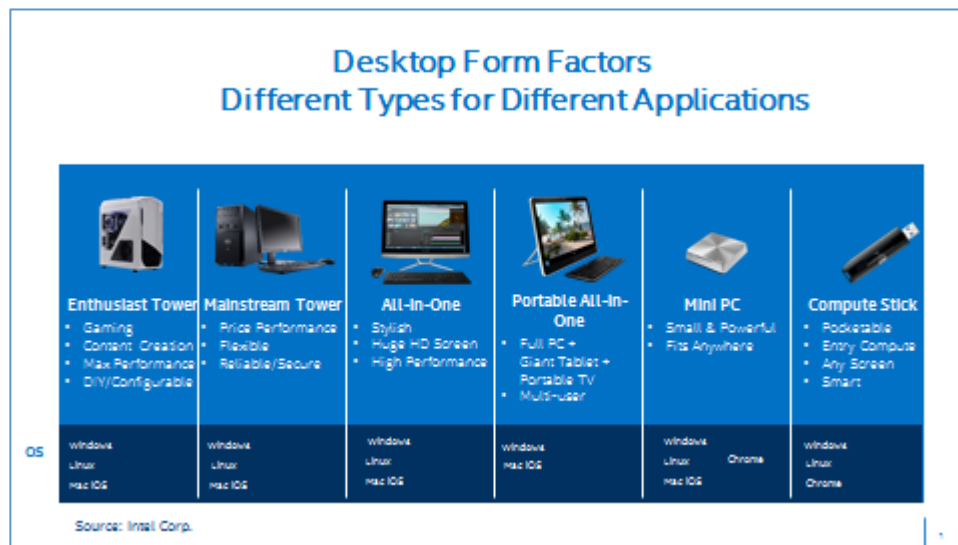 Desktop Form Factors
Different Types for Different Applications
Enthusiast Tower
• Gaming
• Content Creation
• Max Performance
• DIY/Configurable
Mainstream Tower
• Price Performance
• Flexible
• Reliable/Secure
All-In-One
• Stylish
• Huge HD Screen
• High Performance
Portable All-In-
One
• Full PC +
Giant Tablet +
Portable TV
• Multi-user
Mini PC
• Small & Powerful
• Fits Anywhere
Compute Stick
• Pocketable
• Entry Compute
• Any Screen
• Smart
OS
Windows
Linux
Mac IOS
Windows
Linux
Mac IOS
Windows
Linux
Mac IOS
Windows
Mac IOS
Windows
Linux Chrome
Mac IOS
Windows
Linux
Chrome
Source: Intel Corp.